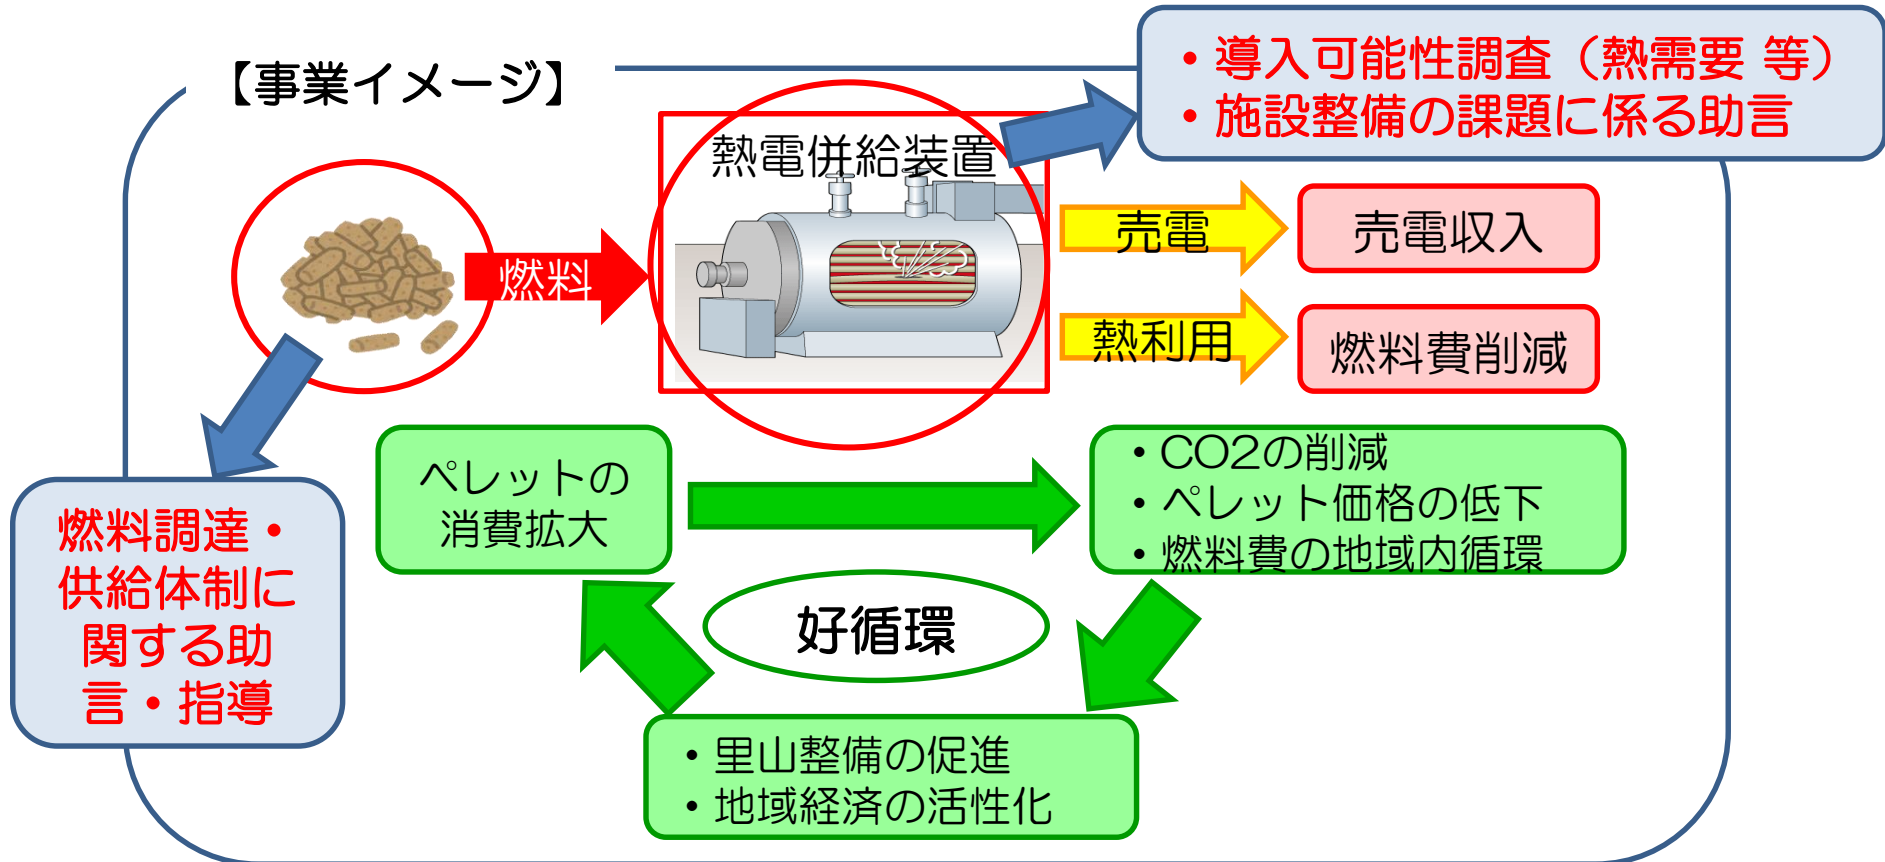 【事業イメージ】
・導入可能性調査（熱需要 等）
・施設整備の課題に係る助言
熱電併給装置
燃料
売電
売電収入
熱利用
燃料費削減
ペレットの
消費拡大
・CO2の削減
・ペレット価格の低下
・燃料費の地域内循環
燃料調達・
供給体制に
関する助
言・指導
好循環
・里山整備の促進
・地域経済の活性化